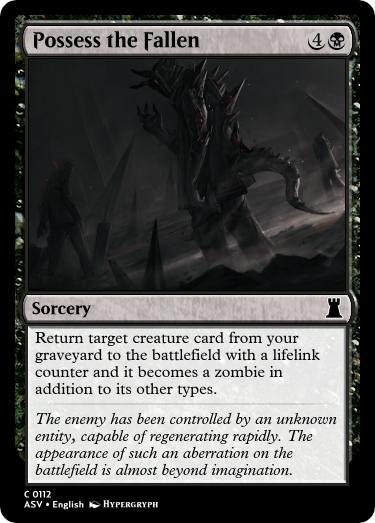 Possess the Fallen 4
Sorcery
Return target creature card from your
graveyard to the battlefield with a lifelink
counter and it becomes a zombie in
addition to its other types.
The enemy has been controlled by an unknown
entity, capable of regenerating rapidly. The
appearance of such an aberration on the
battlefield is almost beyond imagination.
C 0112
ASV • English HYPERGRYPH